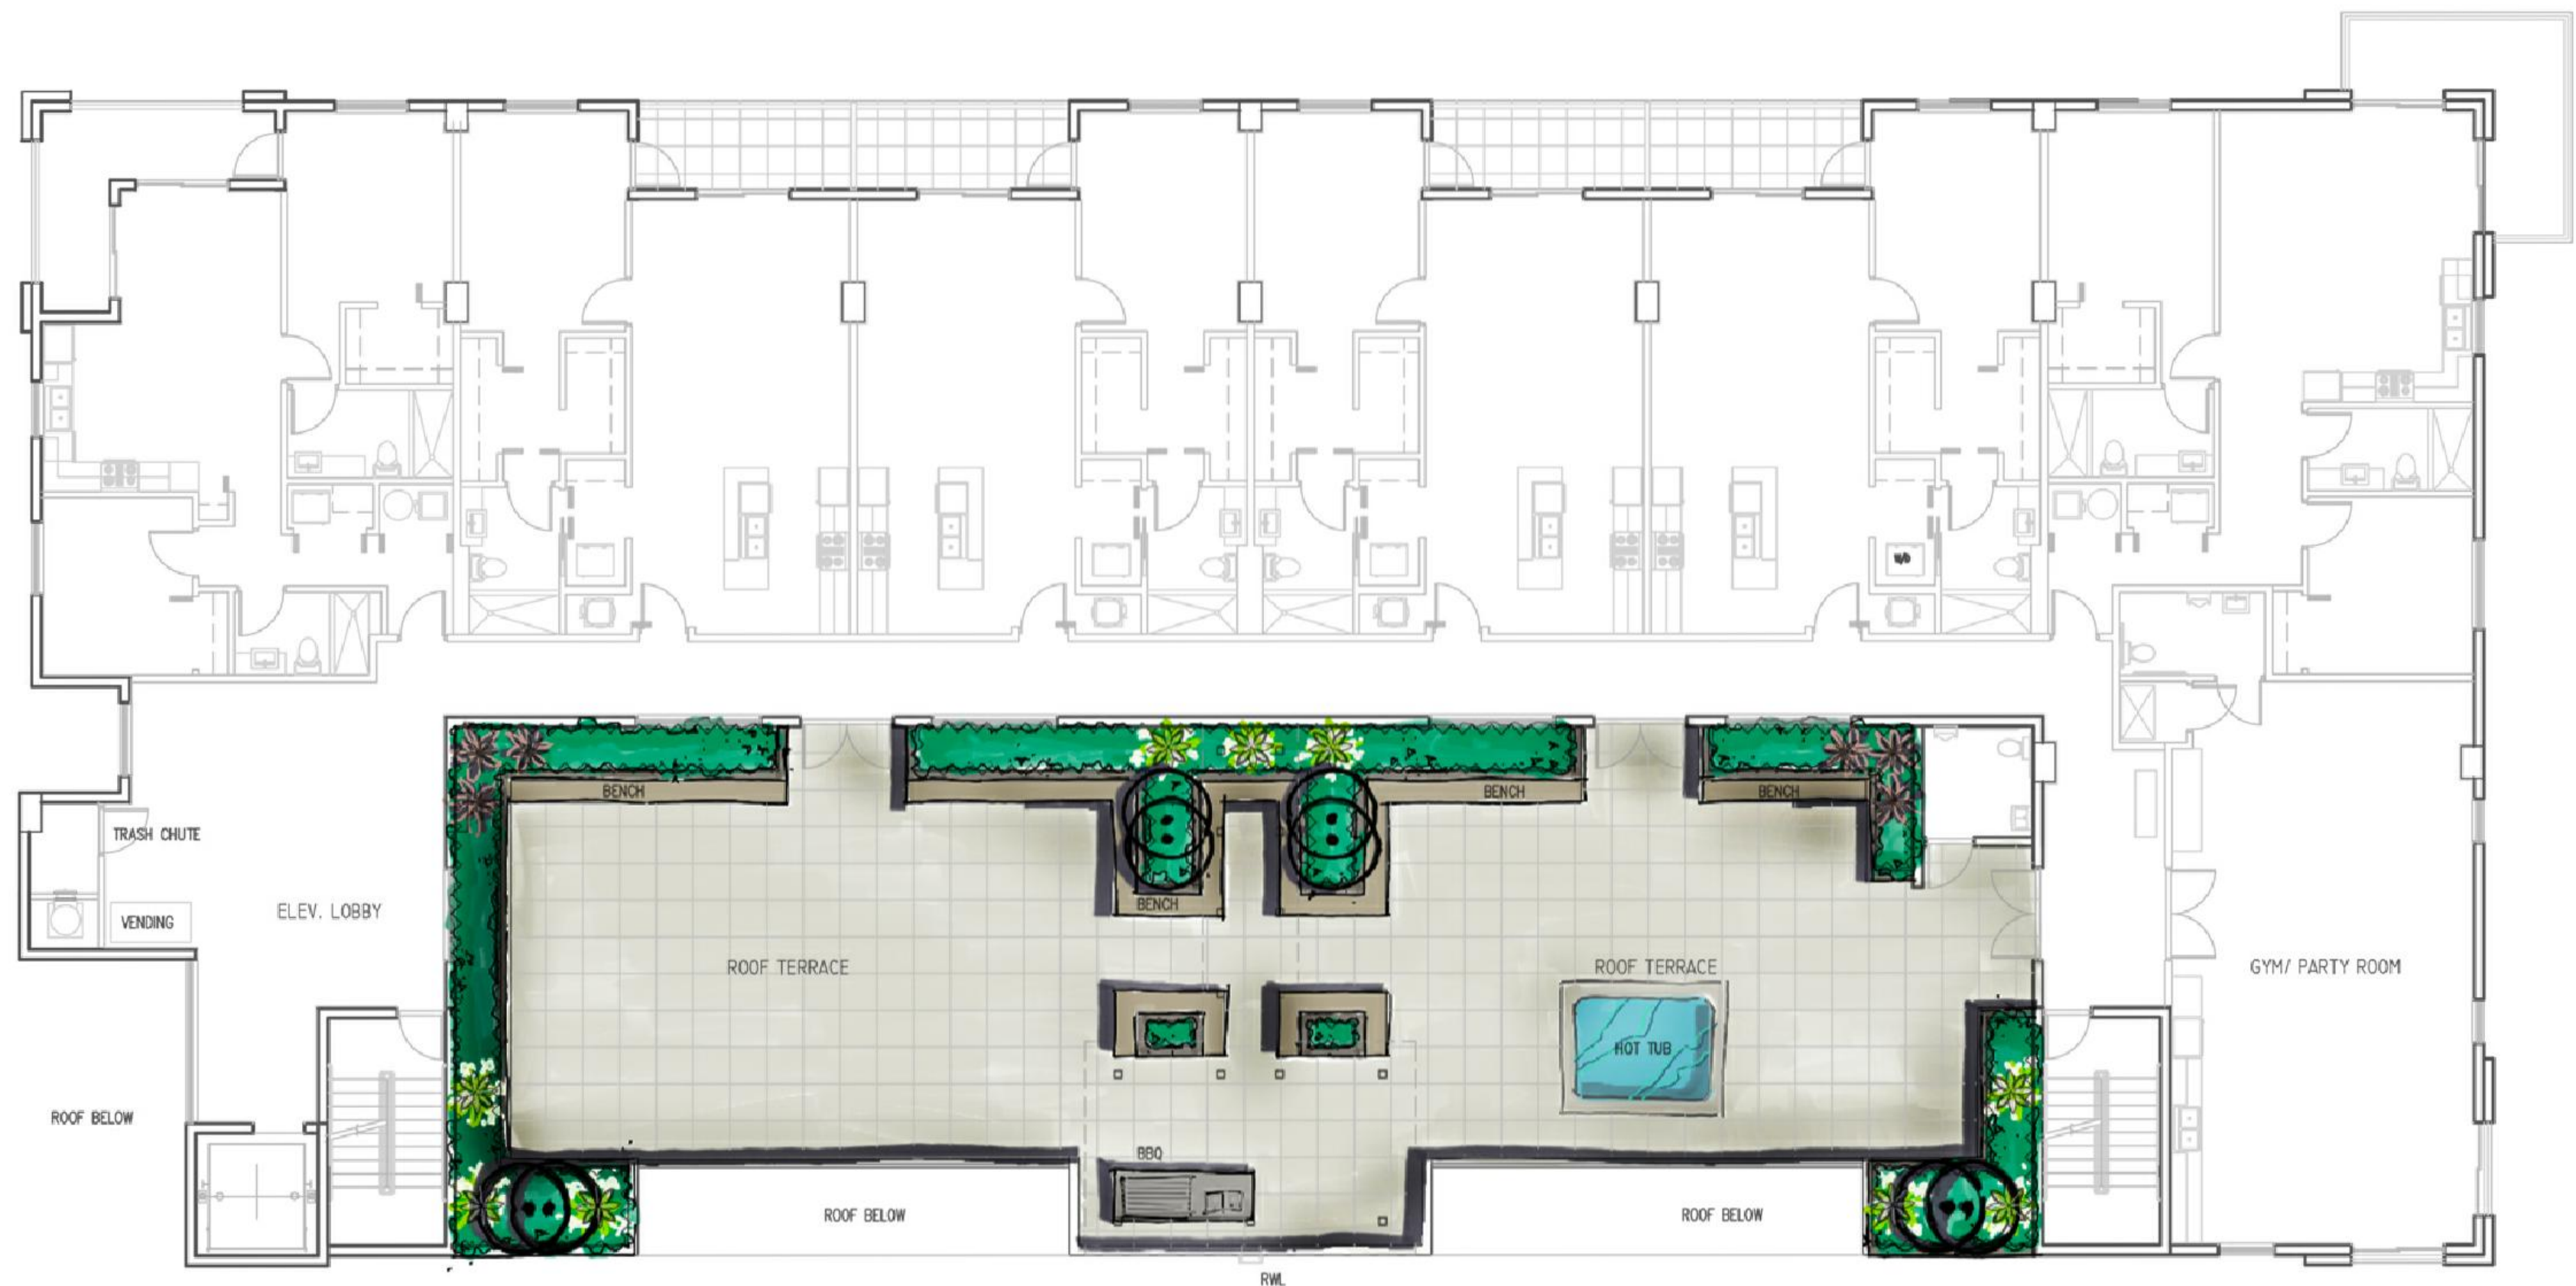 W/D
BENCH
BENCH
BENCH
TRASH CHUTE
BENCH
ELEV. LOBBY
VENDING
ROOF TERRACE
ROOF TERRACE
GYM/ PARTY ROOM
HOT TUB
ROOF BELOW
BBQ
ROOF BELOW
ROOF BELOW
RWL